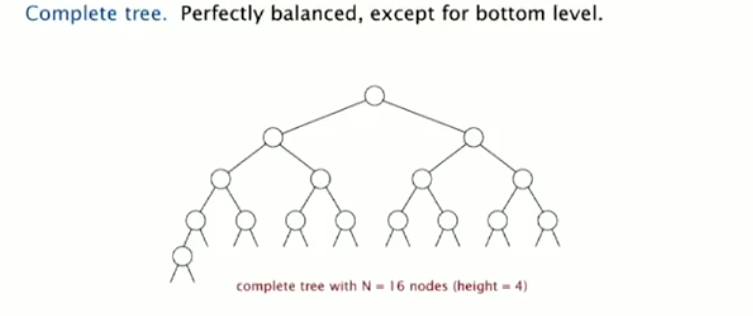 Complete tree. Perfectly balanced, except for bottom level.
complete tree with N = 16 nodes (height = 4)